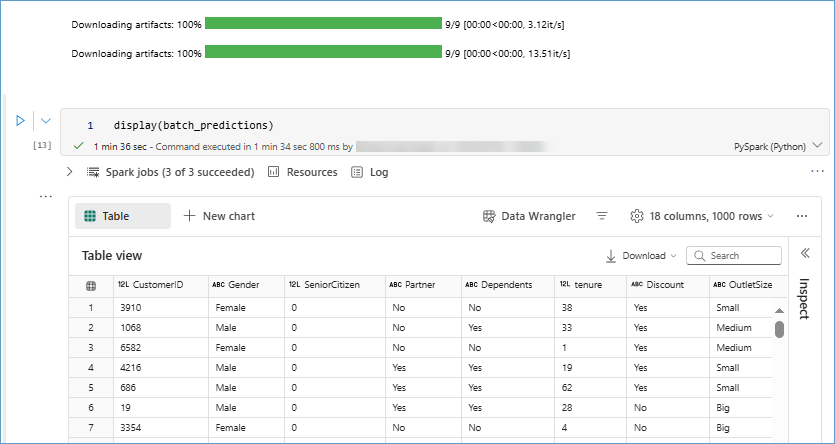 Downloading artifacts: 100% 9/9 [00:00<00:00, 3.12it/s]
Downloading artifacts: 100% 9/9 [00:00<00:00, 13.51it/s]
1 display(batch_predictions)
[13] 1 min 36 sec - Command executed in 1 min 34 sec 800 ms by PySpark (Python)
Spark jobs (3 of 3 succeeded) Resources Log
Table New chart Data Wrangler 18 columns, 1000 rows
Table view Download Search
12L CustomerID ABC Gender 12L SeniorCitizen ABC Partner ABC Dependents 12L tenure ABC Discount ABC OutletSize
1 3910 Female 0 No No 38 Yes Small
2 1068 Male 0 No Yes 33 Yes Medium
3 6582 Female 0 No No 1 Yes Medium
4 4216 Male 0 Yes Yes 19 Yes Small
5 686 Male 0 Yes Yes 62 Yes Small
6 19 Male 0 Yes Yes 28 No Big
7 3354 Female 0 No No 4 No Big
Inspect